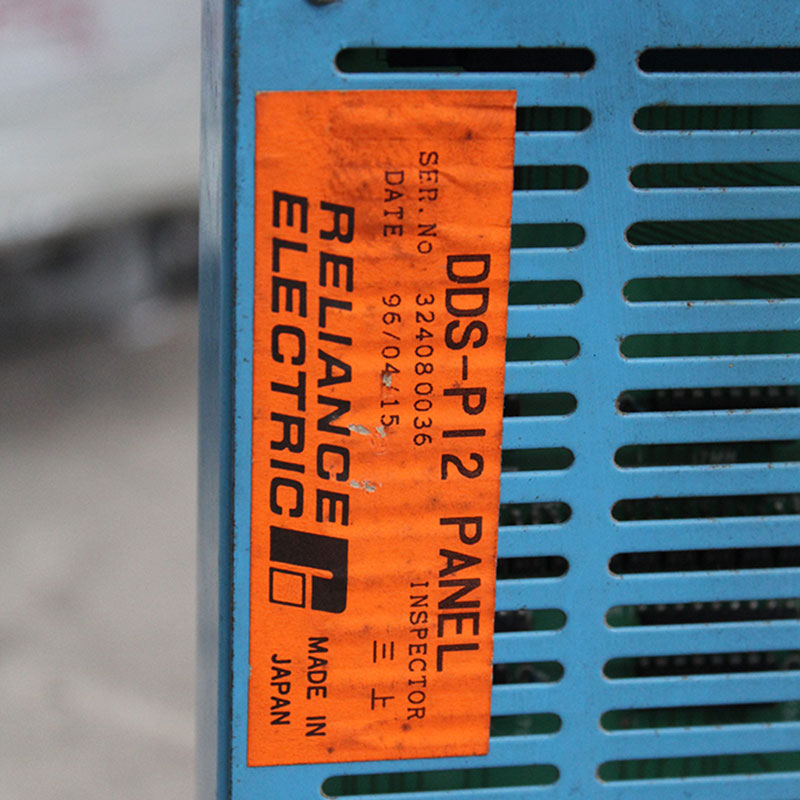 DDS-P12 PANEL
SER.No 324080036 INSPECTOR
DATE 96/04/15 三上
RELIANCE
ELECTRIC
MADE IN
JAPAN